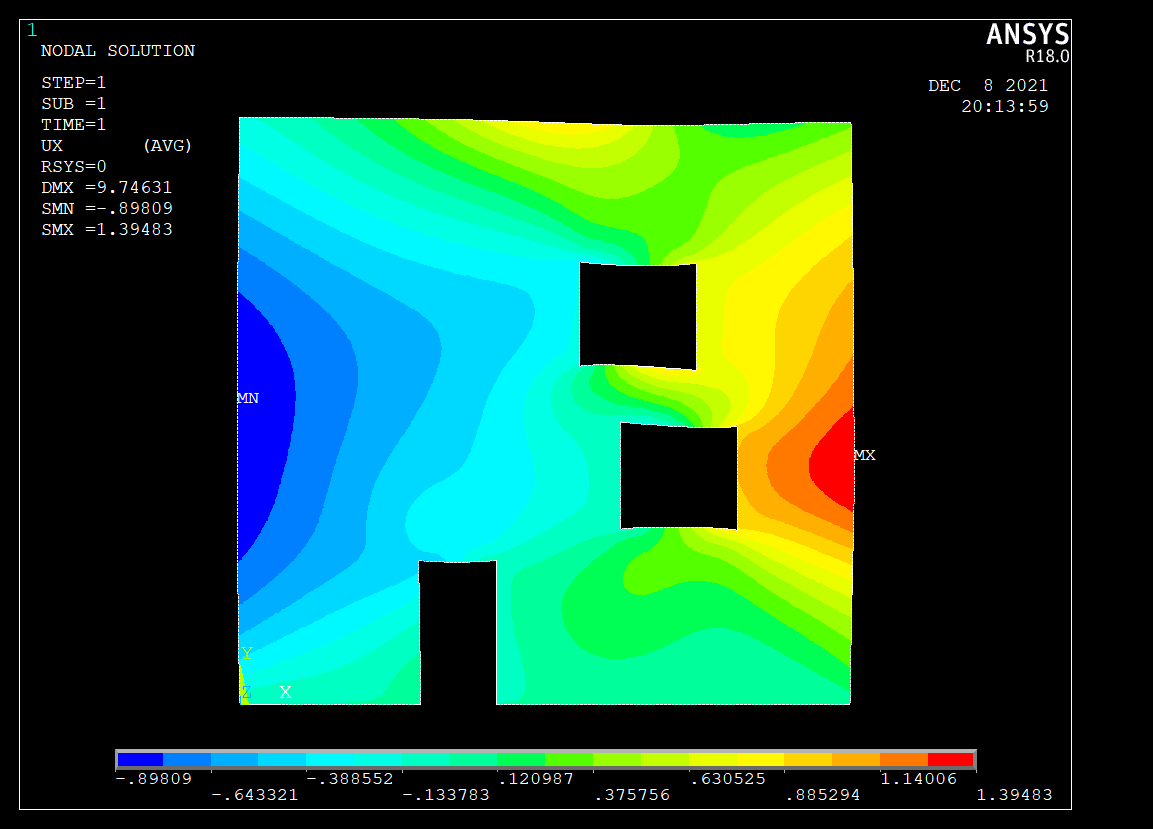 1
ANSYS
R18.0
NODAL SOLUTION
STEP=1
SUB =1
TIME=1
UX (AVG)
RSYS=0
DMX =9.74631
SMN =-.89809
SMX =1.39483
DEC 8 2021
20:13:59
MN
MX
Y
Z X
-.89809 -.388552 .120987 .630525 1.14006
-.643321 -.133783 .375756 .885294 1.39483